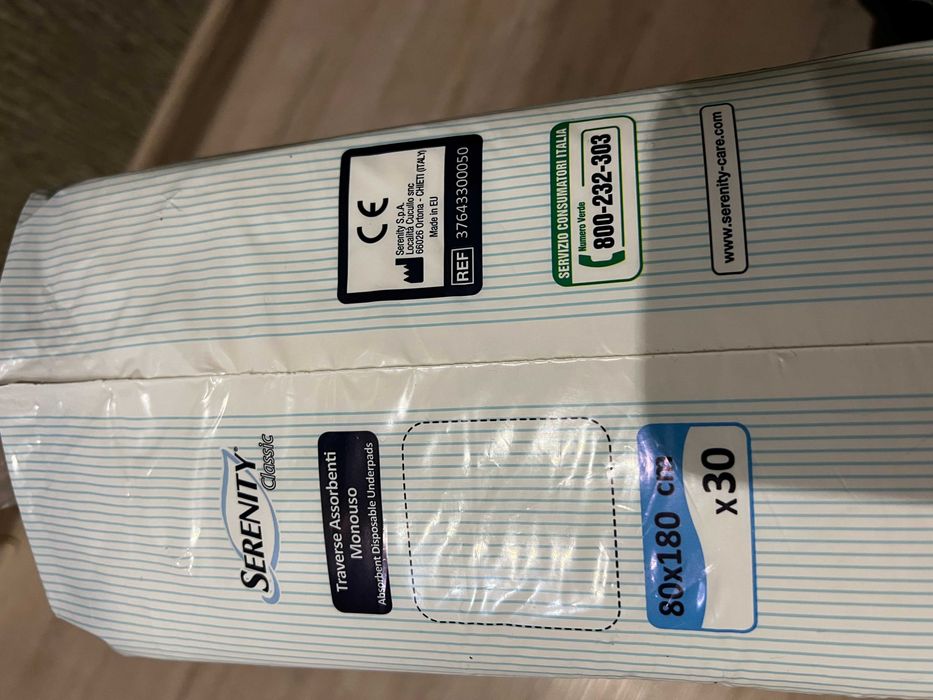 SERENITY
Classic
Traverse Assorbenti
Monouso
Absorbent Disposable Underpads
80x180 cm
x30
CE
Serenity S.p.A.
Località Cucullo snc
66026 Ortona - CHIETI (ITALY)
Made in EU
REF 37643300050
SERVIZIO CONSUMATORI ITALIA
Numero Verde
800-232-303
www.serenity-care.com